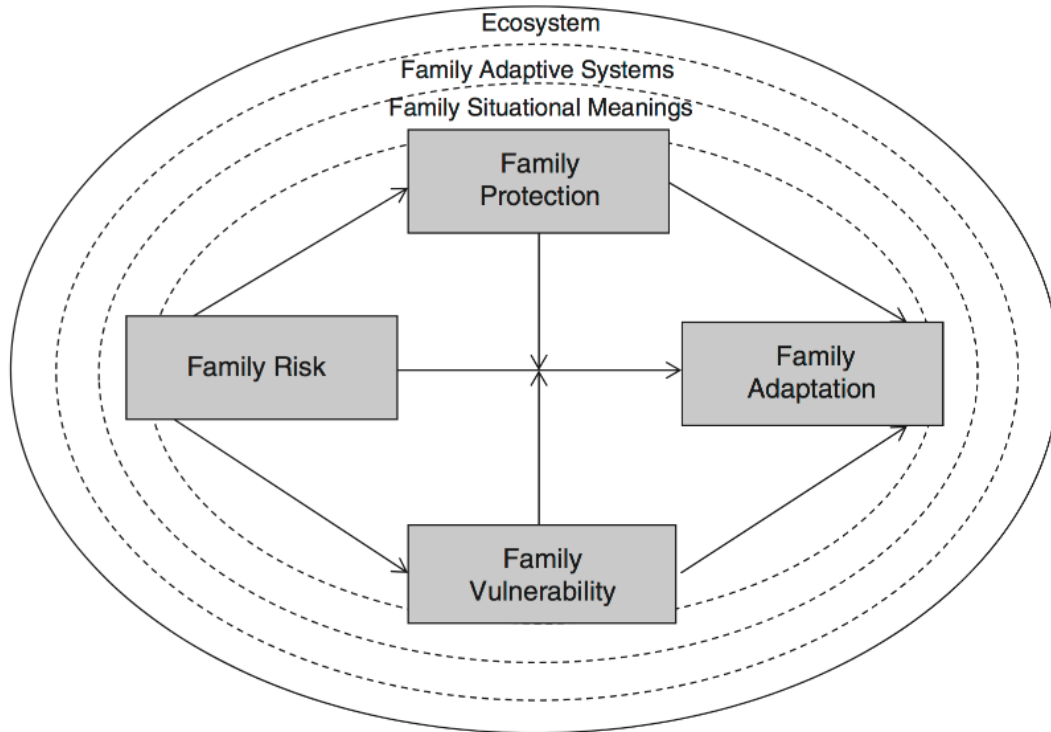 Ecosystem
Family Adaptive Systems
Family Situational Meanings
Family
Protection
Family Risk
Family
Adaptation
Family
Vulnerability